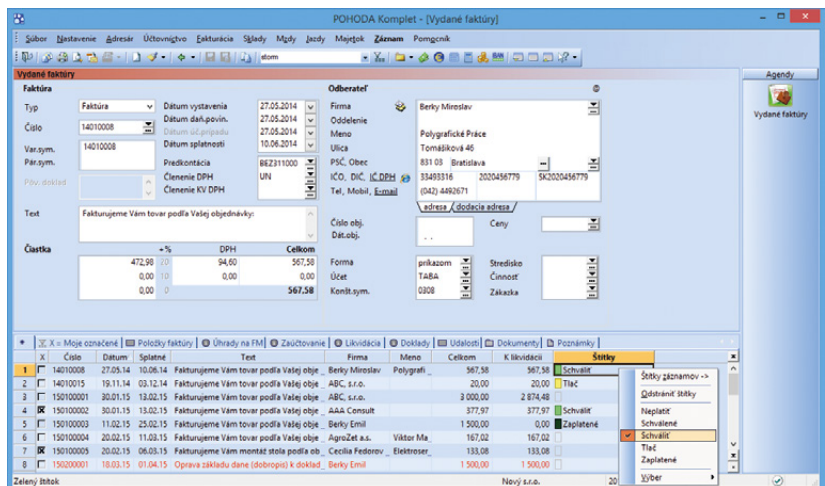 POHODA Komplet - [Vydané faktúry]
Súbor Nastavenie Adresár Účtovníctvo Fakturácia Sklady Mzdy Jazdy Majetok Záznam Pomocník
stom
Vydané faktúry
Agendy
Vydané faktúry
Faktúra
Typ Faktúra
Číslo 14010008
Var.sym. 14010008
Pár.sym.
Pôv. doklad
Dátum vystavenia 27.05.2014
Dátum daň.povin. 27.05.2014
Dátum úč.prípadu 27.05.2014
Dátum splatnosti 10.06.2014
Predkontácia BEZ311000
Členenie DPH UN
Členenie KV DPH
Text Fakturujeme Vám tovar podľa Vašej objednávky:
Čiastka +% DPH Celkom
472,98 20 94,60 567,58
0,00 10 0,00 0,00
0,00 0 567,58
Odberateľ
Firma Berky Miroslav
Oddelenie
Meno Polygrafické Práce
Ulica Tomášikova 46
PSČ, Obec 831 03 Bratislava
IČO, DIČ, IČ DPH 33493316 2020456779 SK2020456779
Tel, Mobil, E-mail (042) 4492671
adresa dodacia adresa
Číslo obj. Ceny
Dát.obj. . .
Forma príkazom Stredisko
Účet TABA Činnosť
Konšt.sym. 0308 Zákazka
X = Moje označené Položky faktúry Úhrady na FM Zaúčtovanie Likvidácia Doklady Udalosti Dokumenty Poznámky
X Číslo Dátum Splatné Text Firma Meno Celkom K likvidácii Štítky
1 14010008 27.05.14 10.06.14 Fakturujeme Vám tovar podľa Vašej obje Berky Miroslav Polygrafi 567,58 567,58 Schváliť
2 14010015 19.11.14 03.12.14 Fakturujeme Vám tovar podľa Vašej obje ABC, s.r.o. 20,00 20,00 Tlač
3 150100001 30.01.15 13.02.15 Fakturujeme Vám tovar podľa Vašej obje ABC, s.r.o. 3 000,00 2 874,48
4 150100002 30.01.15 13.02.15 Fakturujeme Vám tovar podľa Vašej obje AAA Consult 377,97 377,97 Schváliť
5 150100003 11.02.15 25.02.15 Fakturujeme Vám tovar podľa Vašej obje Berky Emil 1 500,00 0,00 Zaplatené
6 150100004 20.02.15 11.03.15 Fakturujeme Vám tovar podľa Vašej obje AgroZet a.s. Viktor Ma 167,02 167,02
7 150100005 20.02.15 06.03.15 Fakturujeme Vám montáž stola podľa ob Cecília Fedorov Elektroser 133,08 133,08
8 150200001 18.03.15 01.04.15 Oprava základu dane (dobropis) k doklad Berky Emil 1 500,00 1 500,00
Štítky záznamov ->
Odstrániť štítky
Neplatiť
Schválené
Schváliť
Tlač
Zaplatené
Výber
Zelený štítok Nový s.r.o. 20